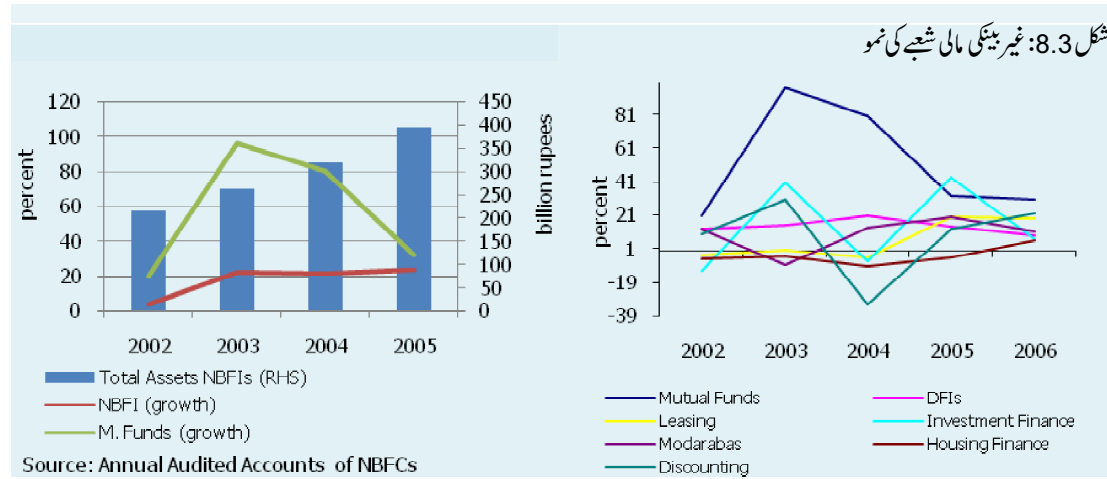 شکل 8.3: غیر بینکی مالی شعبے کی نمو
120
100
80
60
40
20
0
percent
450
400
350
300
250
200
150
100
50
0
billion rupees
2002 2003 2004 2005
Total Assets NBFIs (RHS)
NBFI (growth)
M. Funds (growth)
Source: Annual Audited Accounts of NBFCs
81
61
41
21
1
-19
-39
percent
2002 2003 2004 2005 2006
Mutual Funds DFIs
Leasing Investment Finance
Modarabas Housing Finance
Discounting